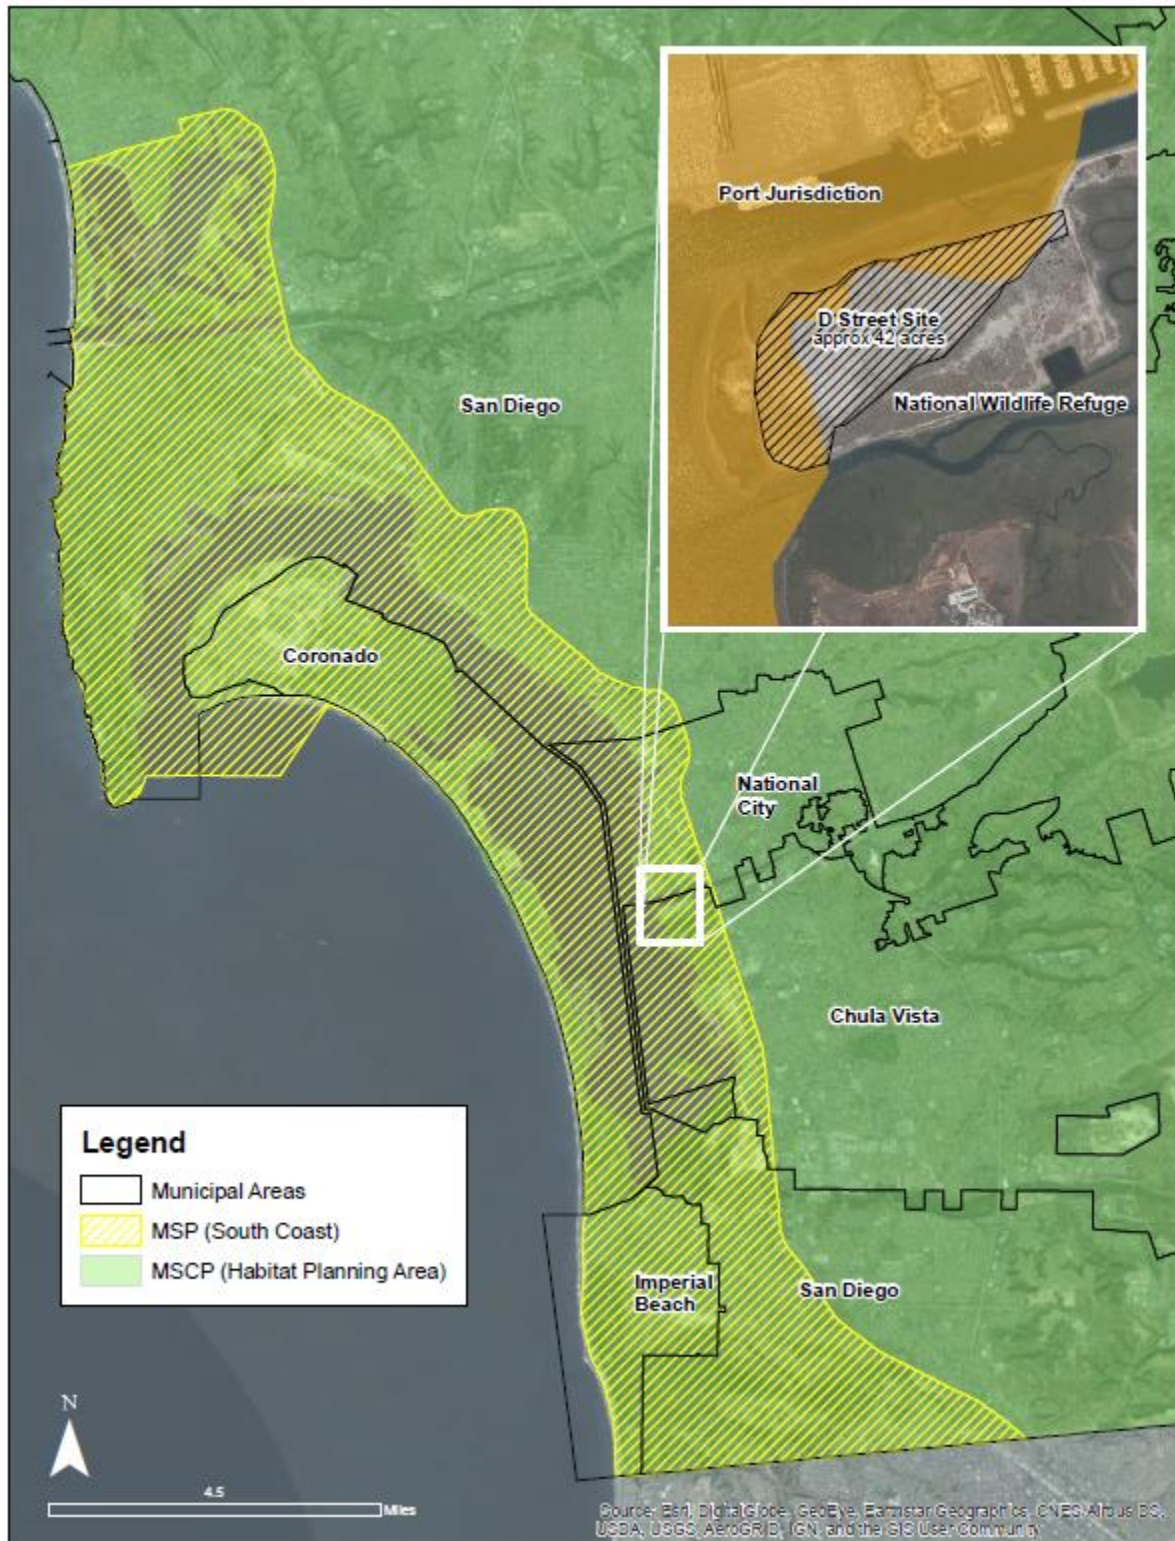 Port Jurisdiction
D Street Site
approx 42 acres
National Wildlife Refuge
San Diego
Coronado
National
City
Chula Vista
Imperial
Beach
San Diego
Legend
Municipal Areas
MSP (South Coast)
MSCP (Habitat Planning Area)
N
4.5
Miles
Source: Esri, DigitalGlobe, GeoEye, Earthstar Geographics, CNES/Airbus DS,
USDA, USGS, AeroGRID, IGN, and the GIS User Community